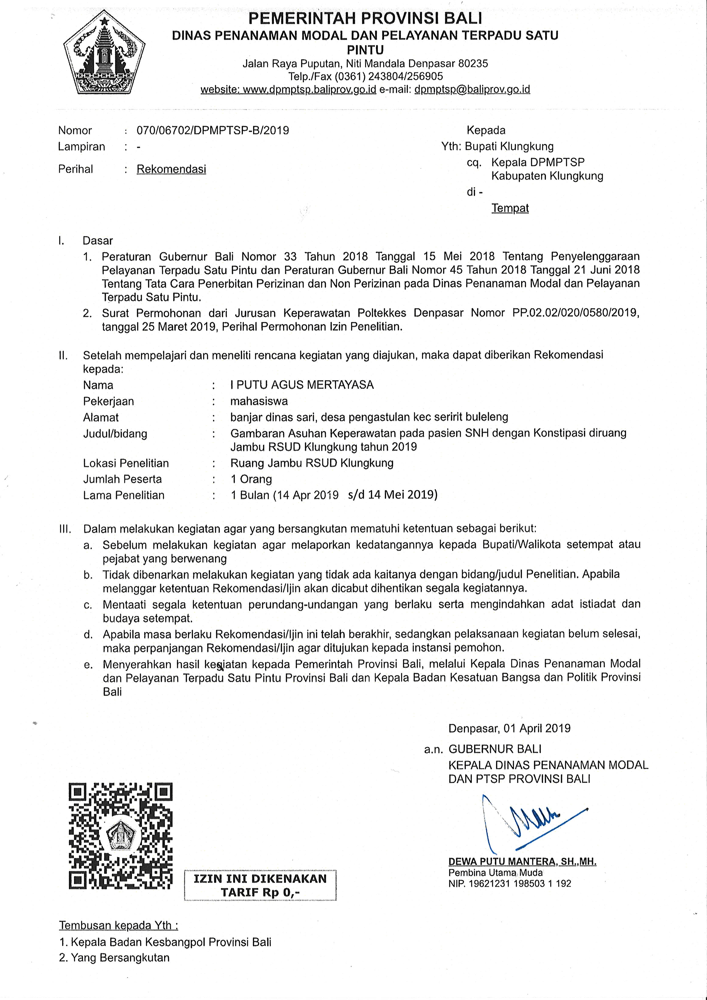 PEMERINTAH PROVINSI BALI
DINAS PENANAMAN MODAL DAN PELAYANAN TERPADU SATU
PINTU
Jalan Raya Puputan, Niti Mandala Denpasar 80235
Telp./Fax (0361) 243804/256905
website: www.dpmptsp.baliprov.go.id e-mail: dpmptsp@baliprov.go.id
Nomor : 070/06702/DPMPTSP-B/2019
Lampiran : -
Perihal : Rekomendasi
Kepada
Yth: Bupati Klungkung
cq. Kepala DPMPTSP
Kabupaten Klungkung
di -
Tempat
I. Dasar
1. Peraturan Gubernur Bali Nomor 33 Tahun 2018 Tanggal 15 Mei 2018 Tentang Penyelenggaraan
Pelayanan Terpadu Satu Pintu dan Peraturan Gubernur Bali Nomor 45 Tahun 2018 Tanggal 21 Juni 2018
Tentang Tata Cara Penerbitan Perizinan dan Non Perizinan pada Dinas Penanaman Modal dan Pelayanan
Terpadu Satu Pintu.
2. Surat Permohonan dari Jurusan Keperawatan Poltekkes Denpasar Nomor PP.02.02/020/0580/2019,
tanggal 25 Maret 2019, Perihal Permohonan Izin Penelitian.
II. Setelah mempelajari dan meneliti rencana kegiatan yang diajukan, maka dapat diberikan Rekomendasi
kepada:
Nama : I PUTU AGUS MERTAYASA
Pekerjaan : mahasiswa
Alamat : banjar dinas sari, desa pengastulan kec seririt buleleng
Judul/bidang : Gambaran Asuhan Keperawatan pada pasien SNH dengan Konstipasi diruang
Jambu RSUD Klungkung tahun 2019
Lokasi Penelitian : Ruang Jambu RSUD Klungkung
Jumlah Peserta : 1 Orang
Lama Penelitian : 1 Bulan (14 Apr 2019 s/d 14 Mei 2019)
III. Dalam melakukan kegiatan agar yang bersangkutan mematuhi ketentuan sebagai berikut:
a. Sebelum melakukan kegiatan agar melaporkan kedatangannya kepada Bupati/Walikota setempat atau
pejabat yang berwenang
b. Tidak dibenarkan melakukan kegiatan yang tidak ada kaitanya dengan bidang/judul Penelitian. Apabila
melanggar ketentuan Rekomendasi/Ijin akan dicabut dihentikan segala kegiatannya.
c. Mentaati segala ketentuan perundang-undangan yang berlaku serta mengindahkan adat istiadat dan
budaya setempat.
d. Apabila masa berlaku Rekomendasi/Ijin ini telah berakhir, sedangkan pelaksanaan kegiatan belum selesai,
maka perpanjangan Rekomendasi/Ijin agar ditujukan kepada instansi pemohon.
e. Menyerahkan hasil kegiatan kepada Pemerintah Provinsi Bali, melalui Kepala Dinas Penanaman Modal
dan Pelayanan Terpadu Satu Pintu Provinsi Bali dan Kepala Badan Kesatuan Bangsa dan Politik Provinsi
Bali
Denpasar, 01 April 2019
a.n. GUBERNUR BALI
KEPALA DINAS PENANAMAN MODAL
DAN PTSP PROVINSI BALI
DEWA PUTU MANTERA, SH.,MH.
Pembina Utama Muda
NIP. 19621231 198503 1 192
IZIN INI DIKENAKAN
TARIF Rp 0,-
Tembusan kepada Yth :
1. Kepala Badan Kesbangpol Provinsi Bali
2. Yang Bersangkutan